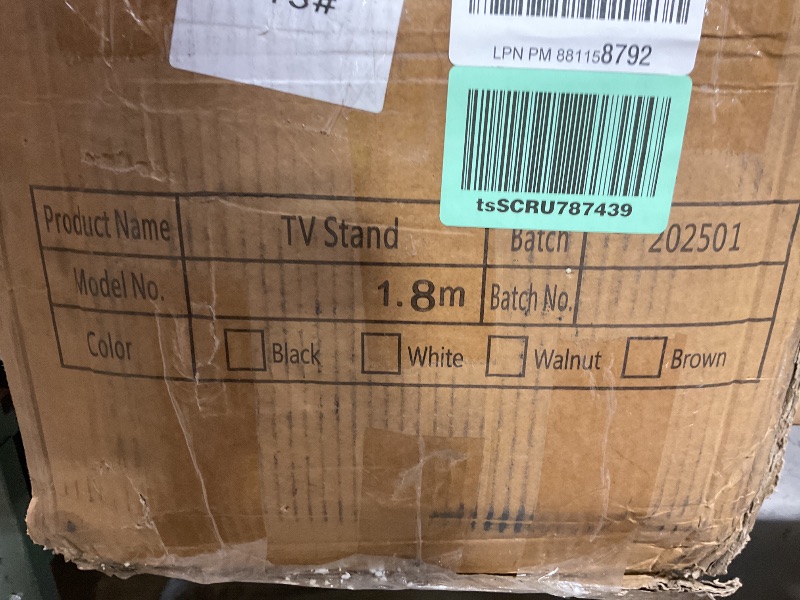 LPN PM 881158792
tsSCRU787439
Product Name TV Stand Batch 202501
Model No. 1.8m Batch No.
Color Black White Walnut Brown